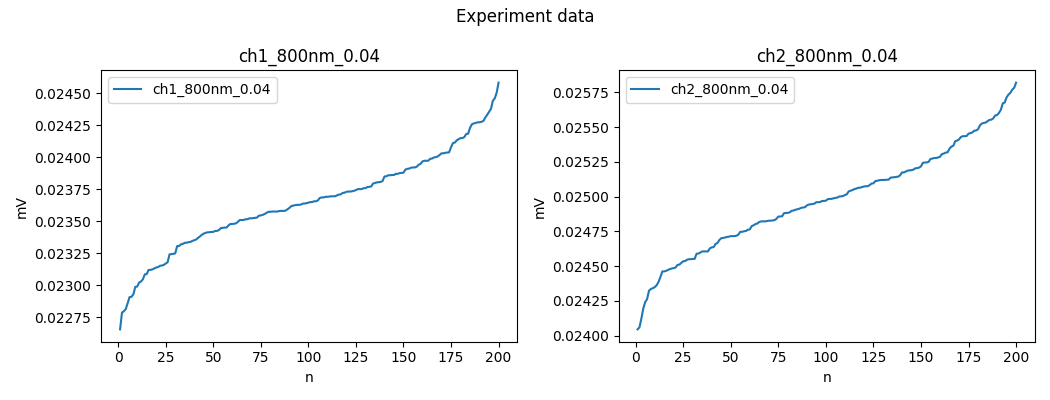 Experiment data
ch1_800nm_0.04
ch1_800nm_0.04
0.02450
0.02425
0.02400
0.02375
0.02350
0.02325
0.02300
0.02275
mV
0 25 50 75 100 125 150 175 200
n
ch2_800nm_0.04
ch2_800nm_0.04
0.02575
0.02550
0.02525
0.02500
0.02475
0.02450
0.02425
0.02400
mV
0 25 50 75 100 125 150 175 200
n